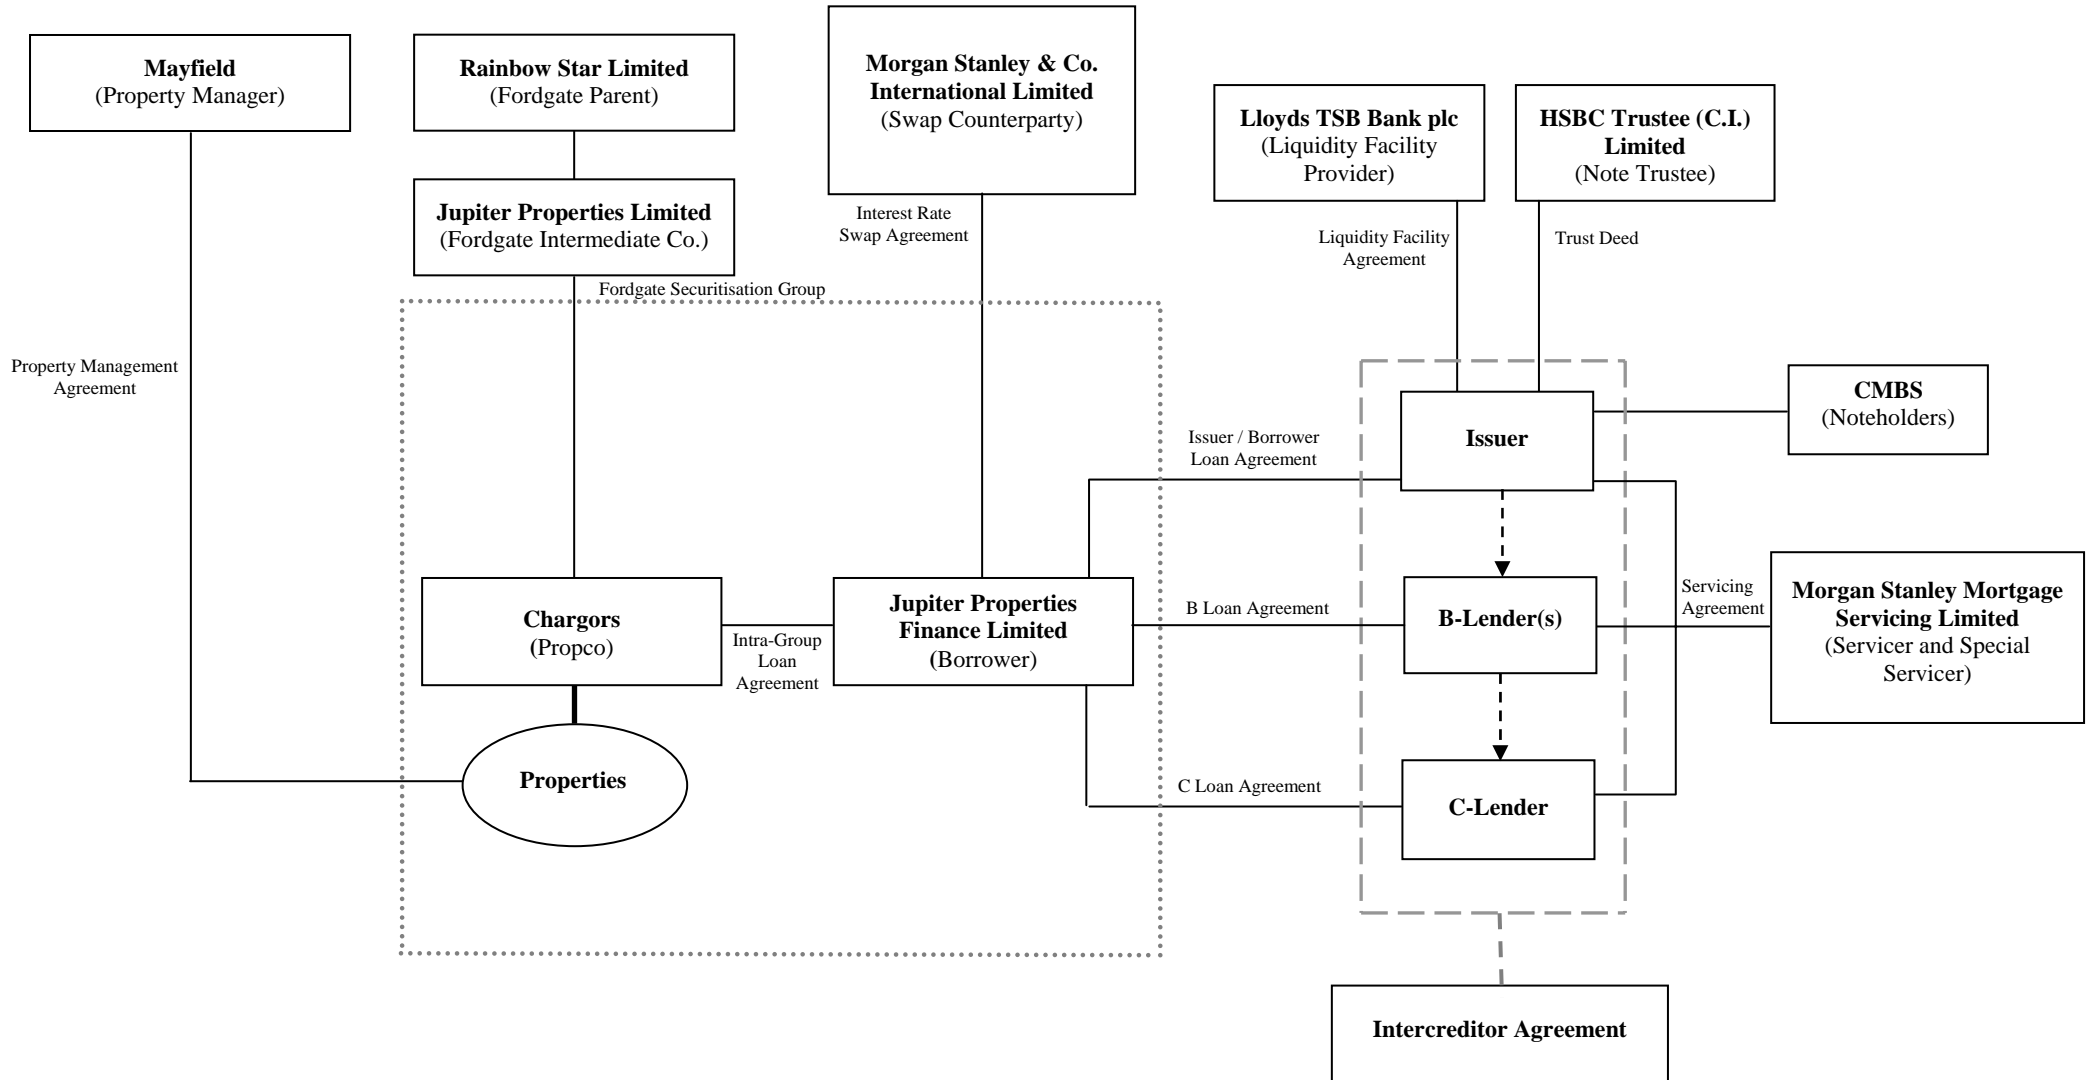 Mayfield
(Property Manager)
Rainbow Star Limited
(Fordgate Parent)
Morgan Stanley & Co.
International Limited
(Swap Counterparty)
Lloyds TSB Bank plc
(Liquidity Facility
Provider)
HSBC Trustee (C.I.)
Limited
(Note Trustee)
Jupiter Properties Limited
(Fordgate Intermediate Co.)
Interest Rate
Swap Agreement
Liquidity Facility
Agreement
Trust Deed
Fordgate Securitisation Group
Property Management
Agreement
CMBS
(Noteholders)
Issuer / Borrower
Loan Agreement
Issuer
Chargors
(Propco)
Intra-Group
Loan
Agreement
Jupiter Properties
Finance Limited
(Borrower)
B Loan Agreement
B-Lender(s)
Servicing
Agreement
Morgan Stanley Mortgage
Servicing Limited
(Servicer and Special
Servicer)
Properties
C Loan Agreement
C-Lender
Intercreditor Agreement